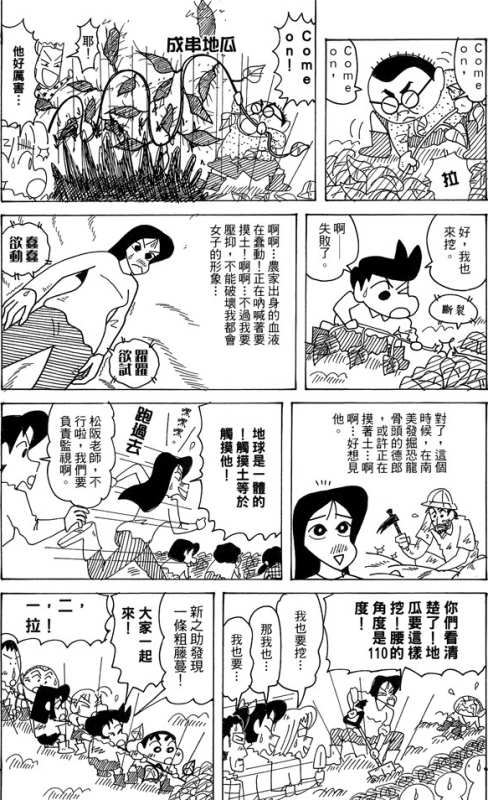 Come on,
Come on,
拉
Come on!
成串地瓜
耶！
他好厲害…
好，我也
來挖。
斷裂
啊——
失敗了。
啊啊…農家出身的血液
在蠢動！正在吶喊著要
摸土！啊啊…不過我要
壓抑，不能破壞我都會
女子的形象…
蠢蠢
欲動
躍躍
欲試
對了，這個
時候，在南
美發掘恐龍
骨頭的德郎
，或許正在
摸著土…啊
啊…好想見
他。
跑過去
地球是一體的
！觸摸土等於
觸摸他！
松阪老師，不
行啦，我們要
負責監視啊。
你們看清
楚了！地
瓜要這樣
挖！腰的
角度是110
度！
我也要挖…
那我也…
我也要…
新之助發現
一條粗藤蔓！
大家一起
來！
二，
一拉！